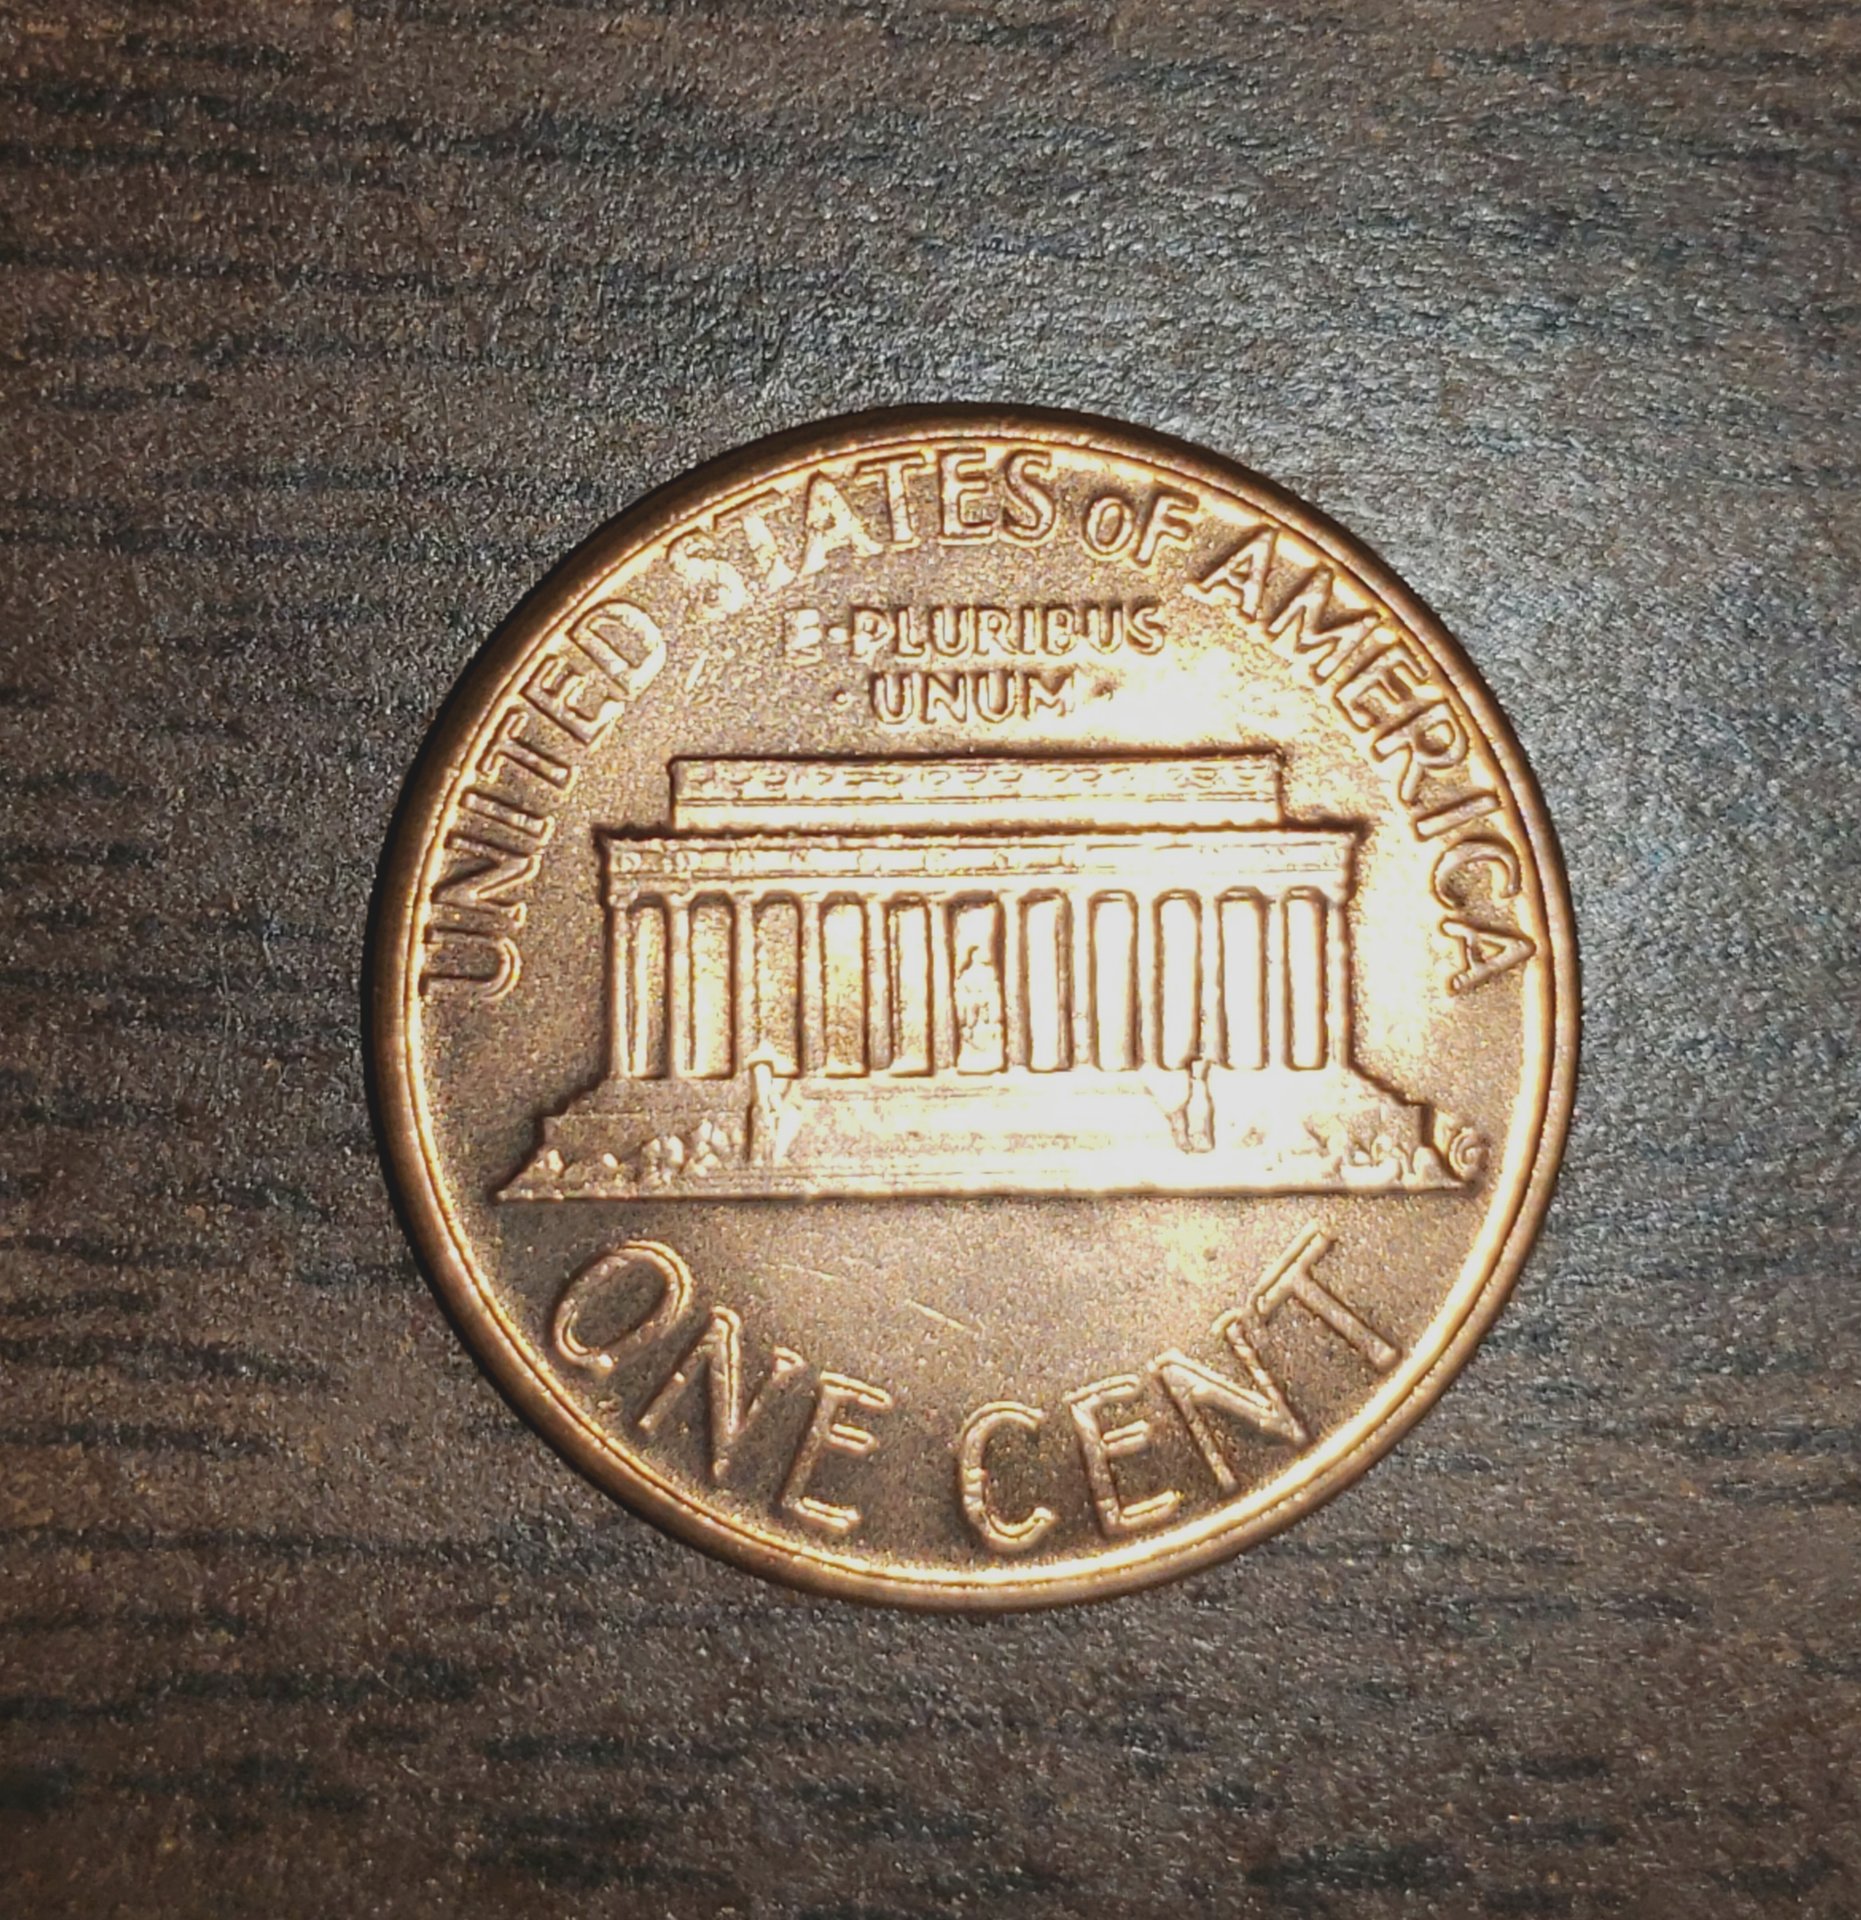 UNITED STATES OF AMERICA
E·PLURIBUS
·UNUM·
ONE CENT